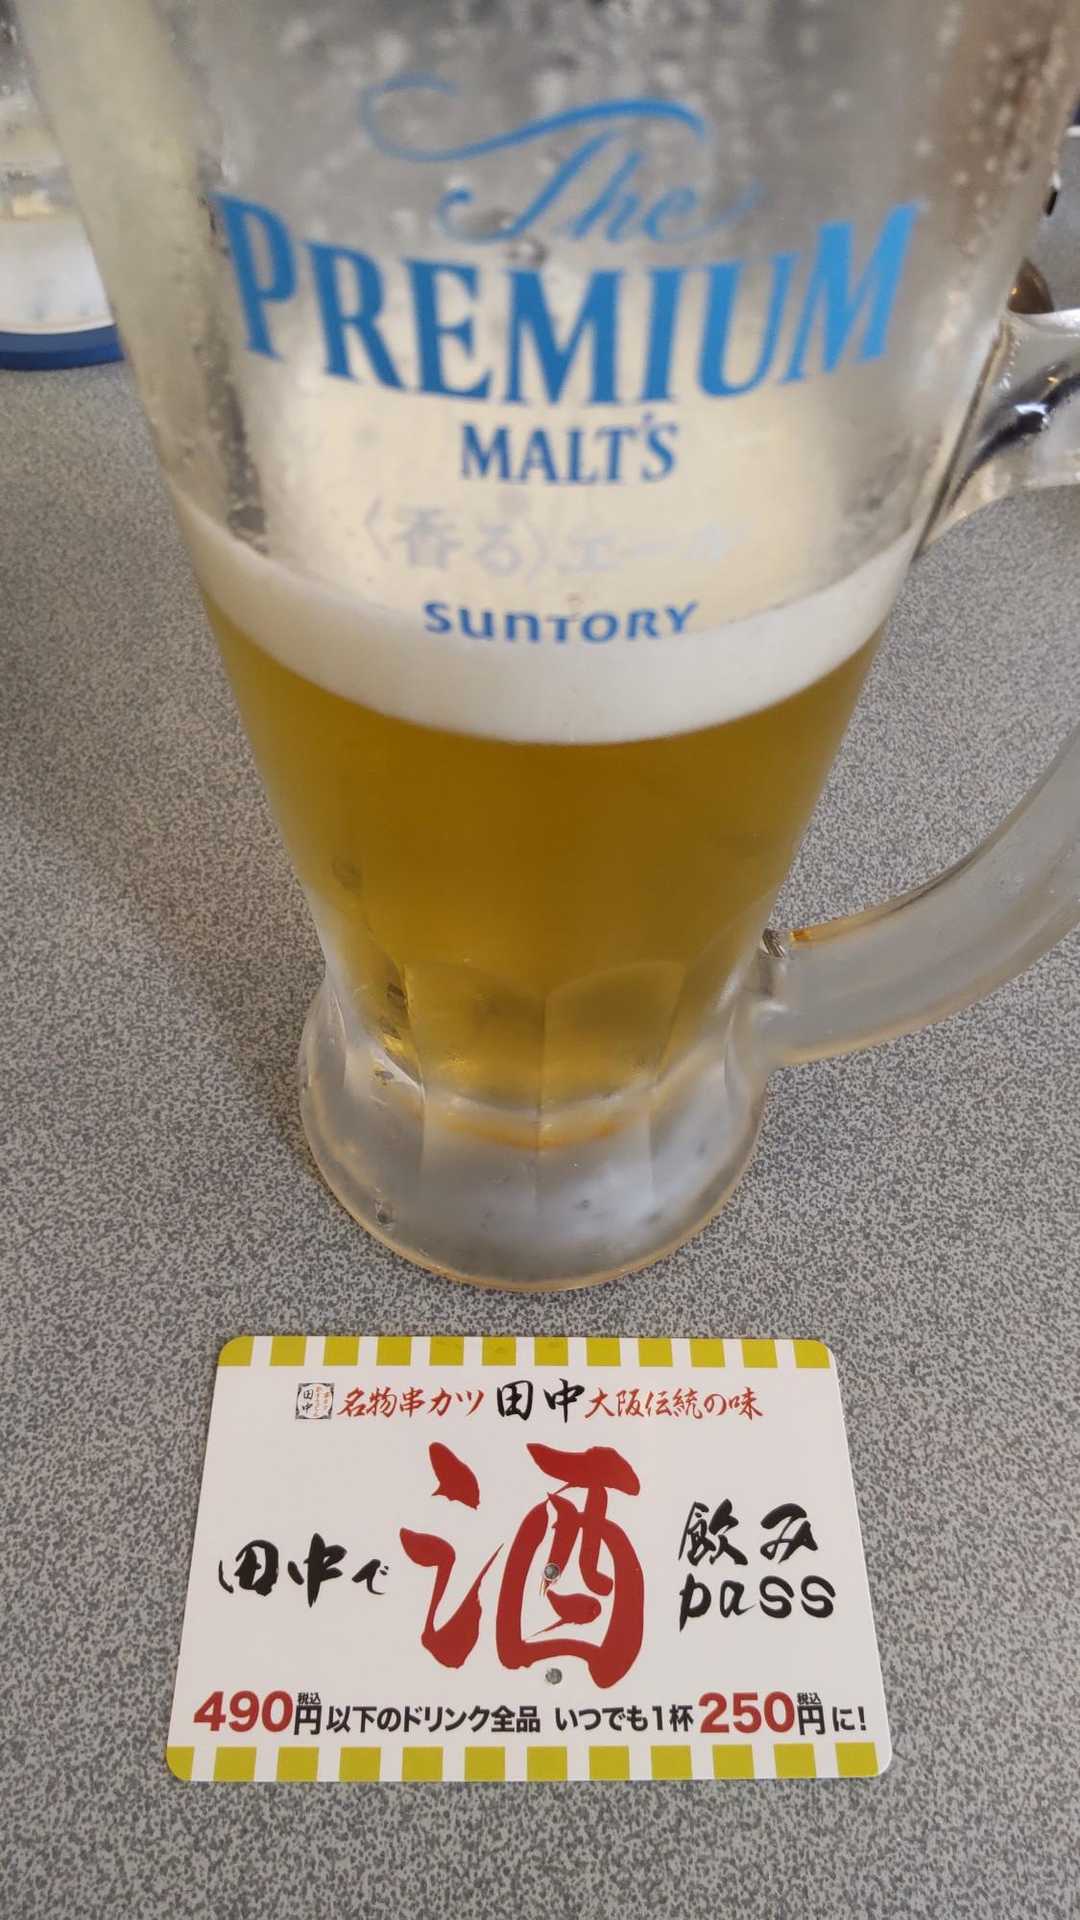 The
PREMIUM
MALT'S
〈香る〉エール
SUNTORY
田中
名物串カツ 田中 大阪伝統の味
田中で 酒 飲み
pass
490円税込以下のドリンク全品 いつでも1杯250円税込に!